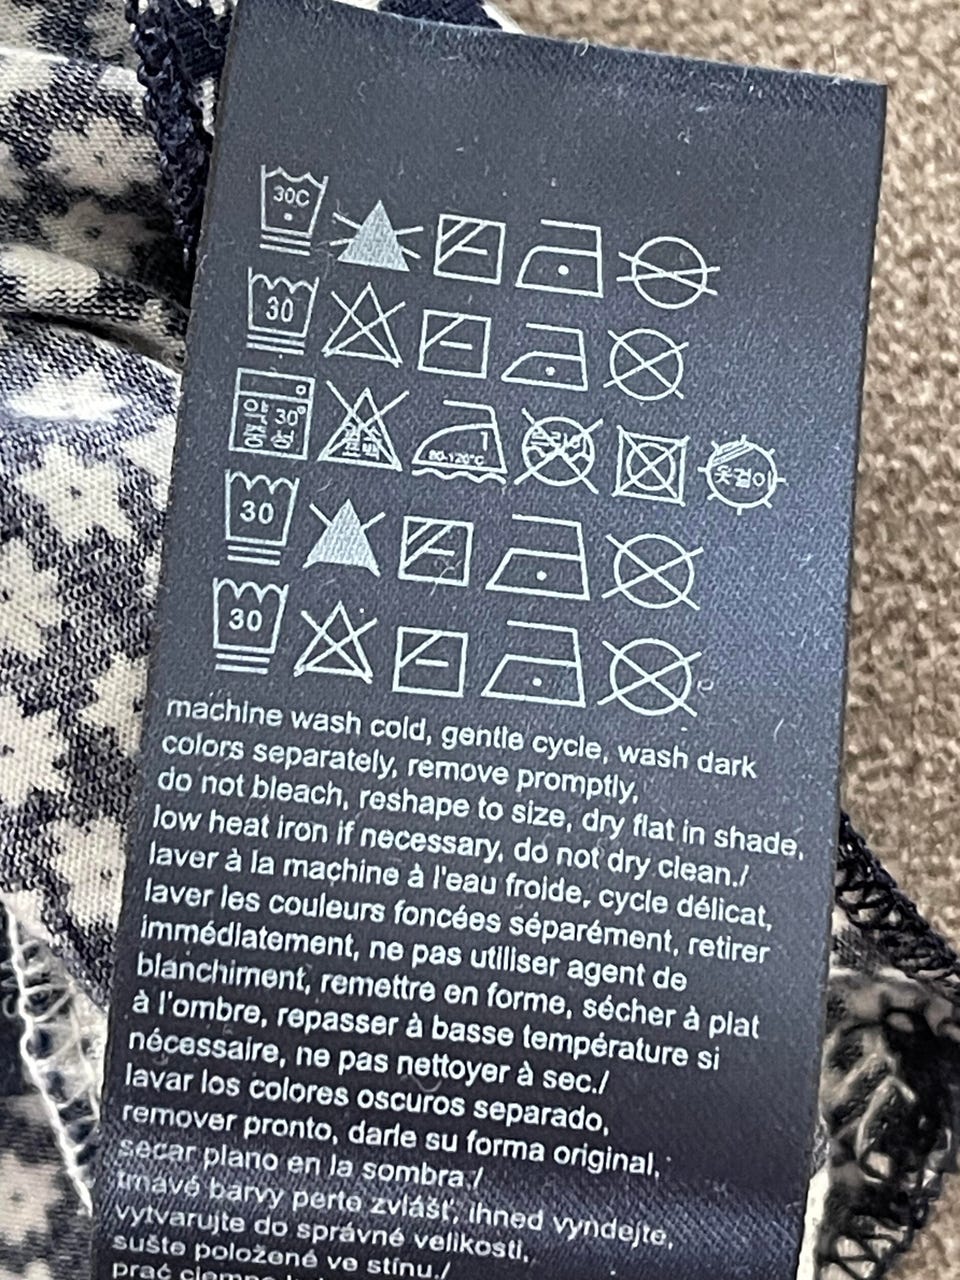 30C
30
약 30°
중성
염소
표백
1
80-120°C
드라이
옷걸이
30
30
machine wash cold, gentle cycle, wash dark
colors separately, remove promptly,
do not bleach, reshape to size, dry flat in shade,
low heat iron if necessary, do not dry clean./
laver à la machine à l'eau froide, cycle délicat,
laver les couleurs foncées séparément, retirer
immédiatement, ne pas utiliser agent de
blanchiment, remettre en forme, sécher à plat
à l'ombre, repasser à basse température si
nécessaire, ne pas nettoyer à sec./
lavar los colores oscuros separado,
remover pronto, darle su forma original,
secar plano en la sombra./
tmavé barvy perte zvlášť, ihned vyndejte,
vytvarujte do správné velikosti,
sušte položené ve stínu./
prać ciemne